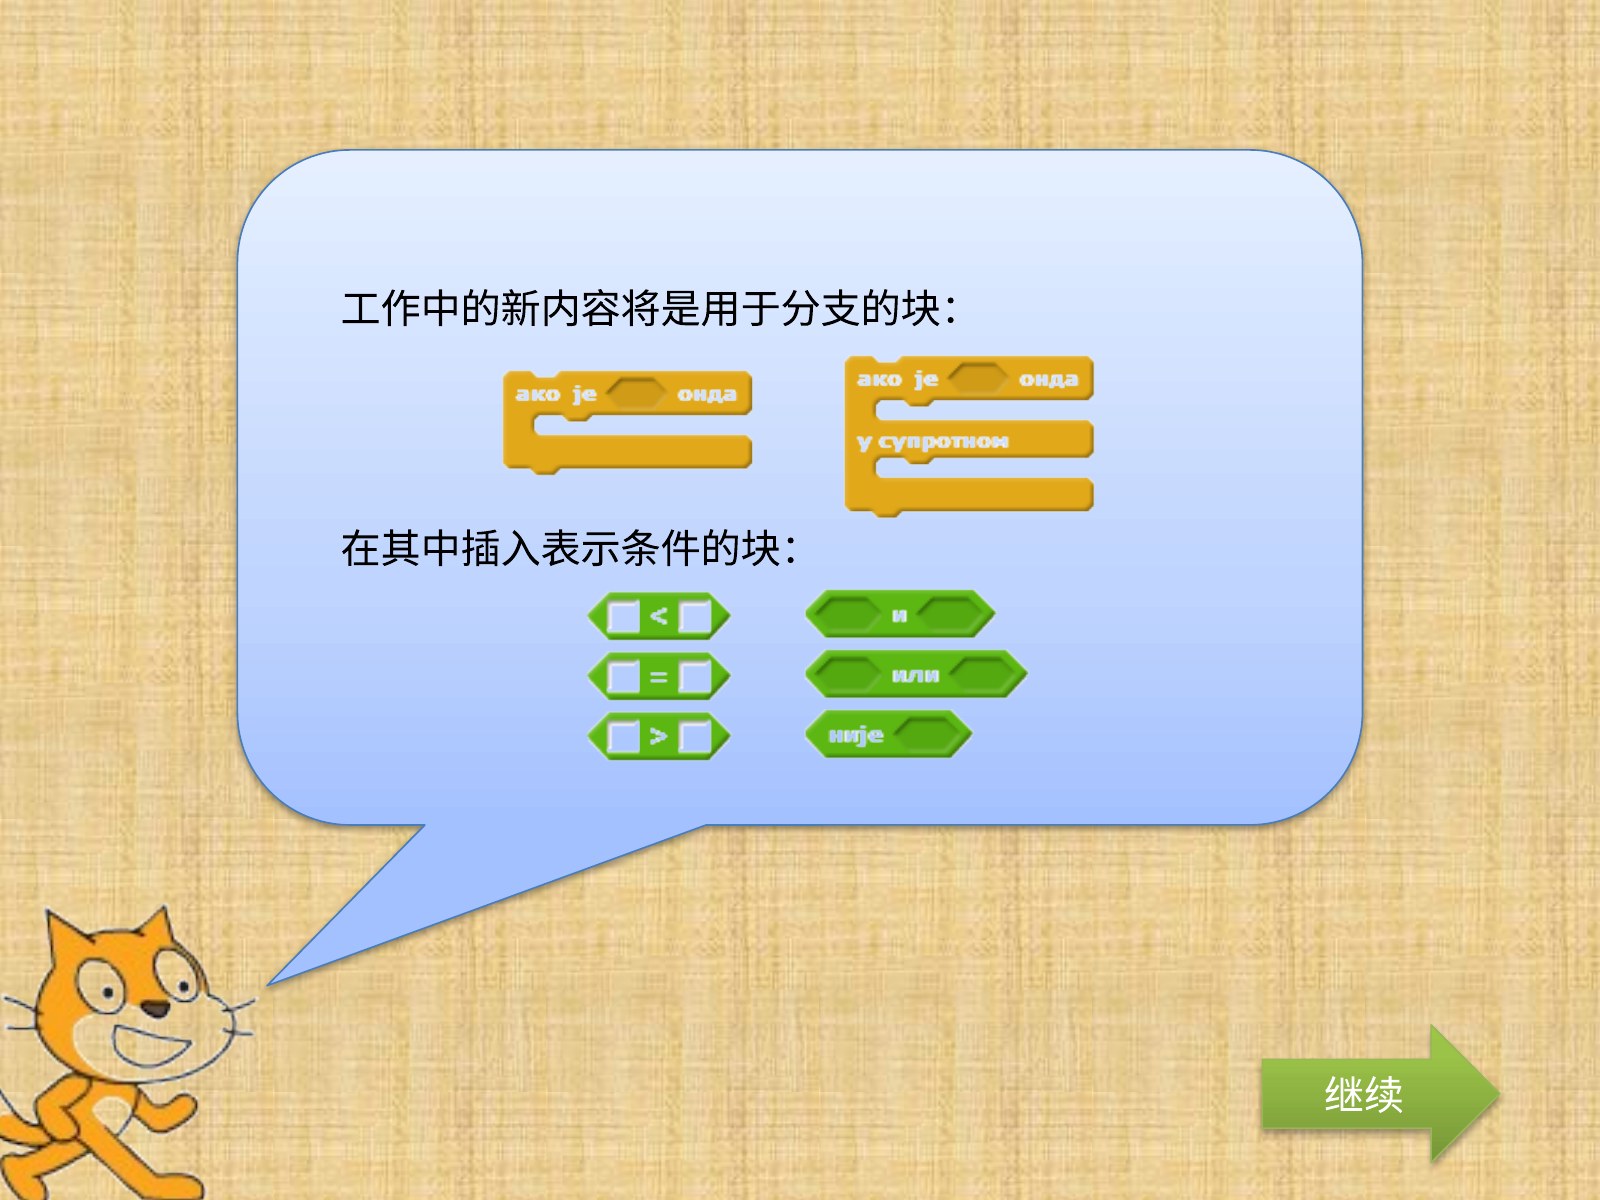 工作中的新内容将是用于分支的块：
ако је онда
ако је онда
у супротном
在其中插入表示条件的块：
<
и
=
или
>
није
继续